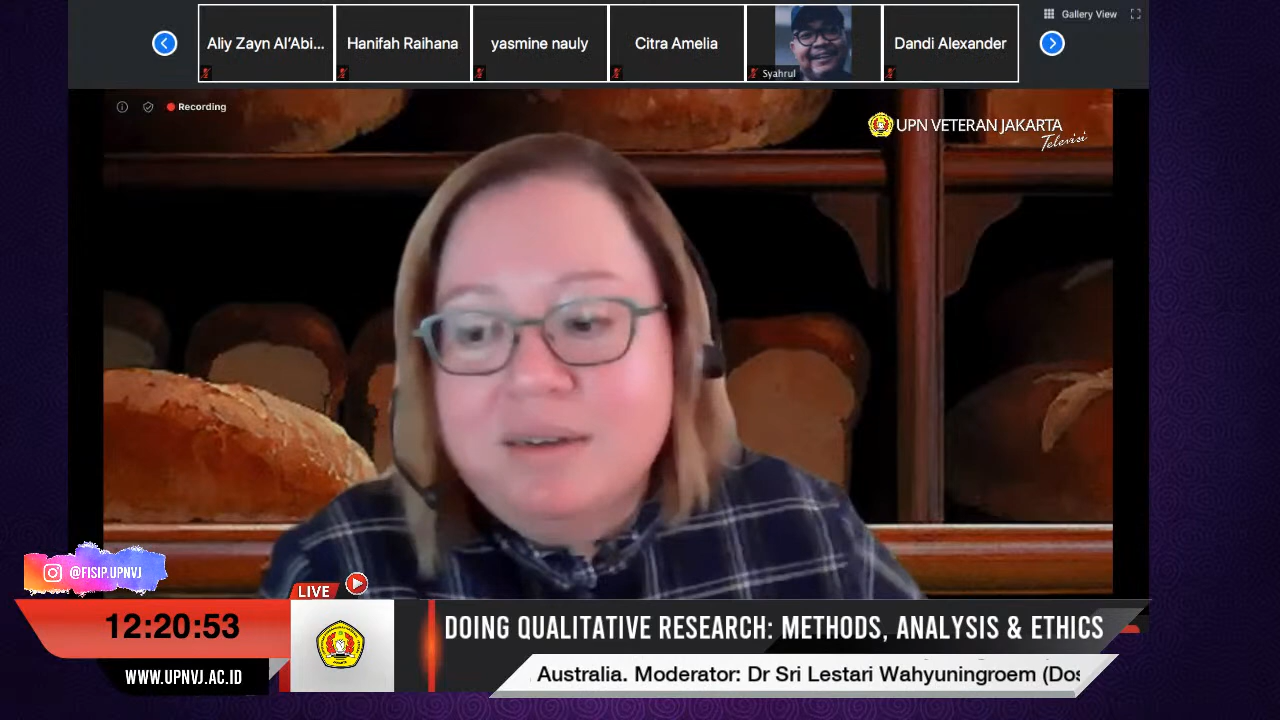 Gallery View
Aliy Zayn Al'Abi...
Hanifah Raihana
yasmine nauly
Citra Amelia
Syahrul
Dandi Alexander
Recording
UPN VETERAN JAKARTA
Televisi
@FISIP.UPNVJ
LIVE
12:20:53
DOING QUALITATIVE RESEARCH: METHODS, ANALYSIS & ETHICS
WWW.UPNVJ.AC.ID
Australia. Moderator: Dr Sri Lestari Wahyuningroem (Dos